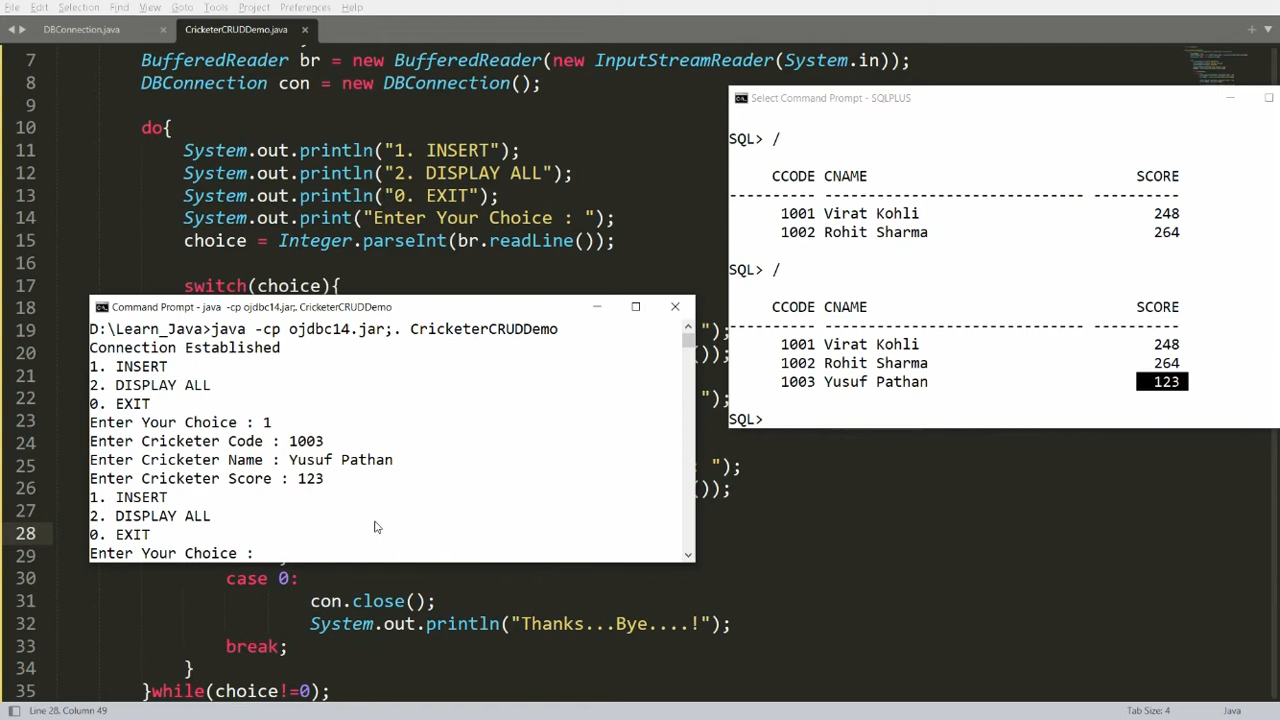 File Edit Selection Find View Goto Tools Project Preferences Help
DBConnection.java × CricketerCRUDDemo.java ×
7 BufferedReader br = new BufferedReader(new InputStreamReader(System.in));
8 DBConnection con = new DBConnection();
9
10 do{
11 System.out.println("1. INSERT");
12 System.out.println("2. DISPLAY ALL");
13 System.out.println("0. EXIT");
14 System.out.print("Enter Your Choice : ");
15 choice = Integer.parseInt(br.readLine());
16
17 switch(choice){
18
19 ");
20 ());
21
22 ");
23
24
25 : ");
26 ());
27
28
29
30 case 0:
31 con.close();
32 System.out.println("Thanks...Bye....!");
33 break;
34 }
35 }while(choice!=0);
Select Command Prompt - SQLPLUS
SQL> /
CCODE CNAME SCORE
---------- ------------------------------ ----------
1001 Virat Kohli 248
1002 Rohit Sharma 264
SQL> /
CCODE CNAME SCORE
---------- ------------------------------ ----------
1001 Virat Kohli 248
1002 Rohit Sharma 264
1003 Yusuf Pathan 123
SQL>
Command Prompt - java -cp ojdbc14.jar;. CricketerCRUDDemo
D:\Learn_Java>java -cp ojdbc14.jar;. CricketerCRUDDemo
Connection Established
1. INSERT
2. DISPLAY ALL
0. EXIT
Enter Your Choice : 1
Enter Cricketer Code : 1003
Enter Cricketer Name : Yusuf Pathan
Enter Cricketer Score : 123
1. INSERT
2. DISPLAY ALL
0. EXIT
Enter Your Choice :
Line 28, Column 49
Tab Size: 4
Java